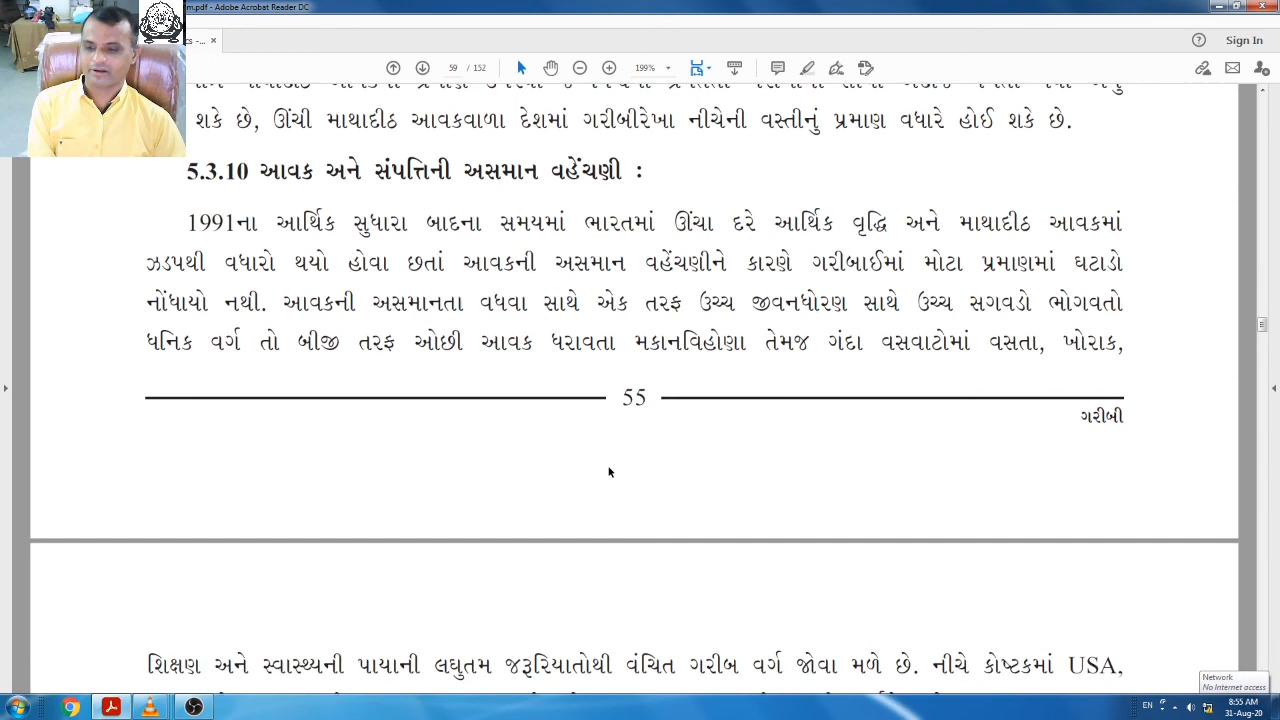 m.pdf - Adobe Acrobat Reader DC
cs -... ×
59 / 152
199%
Sign In
શકે છે, ઊંચી માથાદીઠ આવકવાળા દેશમાં ગરીબીરેખા નીચેની વસ્તીનું પ્રમાણ વધારે હોઈ શકે છે.
5.3.10 આવક અને સંપત્તિની અસમાન વહેંચણી :
1991ના આર્થિક સુધારા બાદના સમયમાં ભારતમાં ઊંચા દરે આર્થિક વૃદ્ધિ અને માથાદીઠ આવકમાં
ઝડપથી વધારો થયો હોવા છતાં આવકની અસમાન વહેંચણીને કારણે ગરીબાઈમાં મોટા પ્રમાણમાં ઘટાડો
નોંધાયો નથી. આવકની અસમાનતા વધવા સાથે એક તરફ ઉચ્ચ જીવનધોરણ સાથે ઉચ્ચ સગવડો ભોગવતો
ધનિક વર્ગ તો બીજી તરફ ઓછી આવક ધરાવતા મકાનવિહોણા તેમજ ગંદા વસવાટોમાં વસતા, ખોરાક,
55
ગરીબી
શિક્ષણ અને સ્વાસ્થ્યની પાયાની લઘુતમ જરૂરિયાતોથી વંચિત ગરીબ વર્ગ જોવા મળે છે. નીચે કોષ્ટકમાં USA,
Network
No Internet access
EN
8:55 AM
31-Aug-20